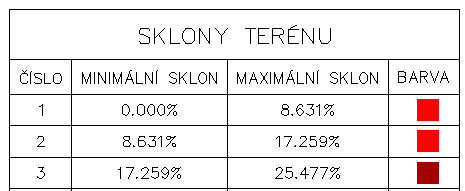 SKLONY TERÉNU
ČÍSLO MINIMÁLNÍ SKLON MAXIMÁLNÍ SKLON BARVA
1 0.000% 8.631%
2 8.631% 17.259%
3 17.259% 25.477%